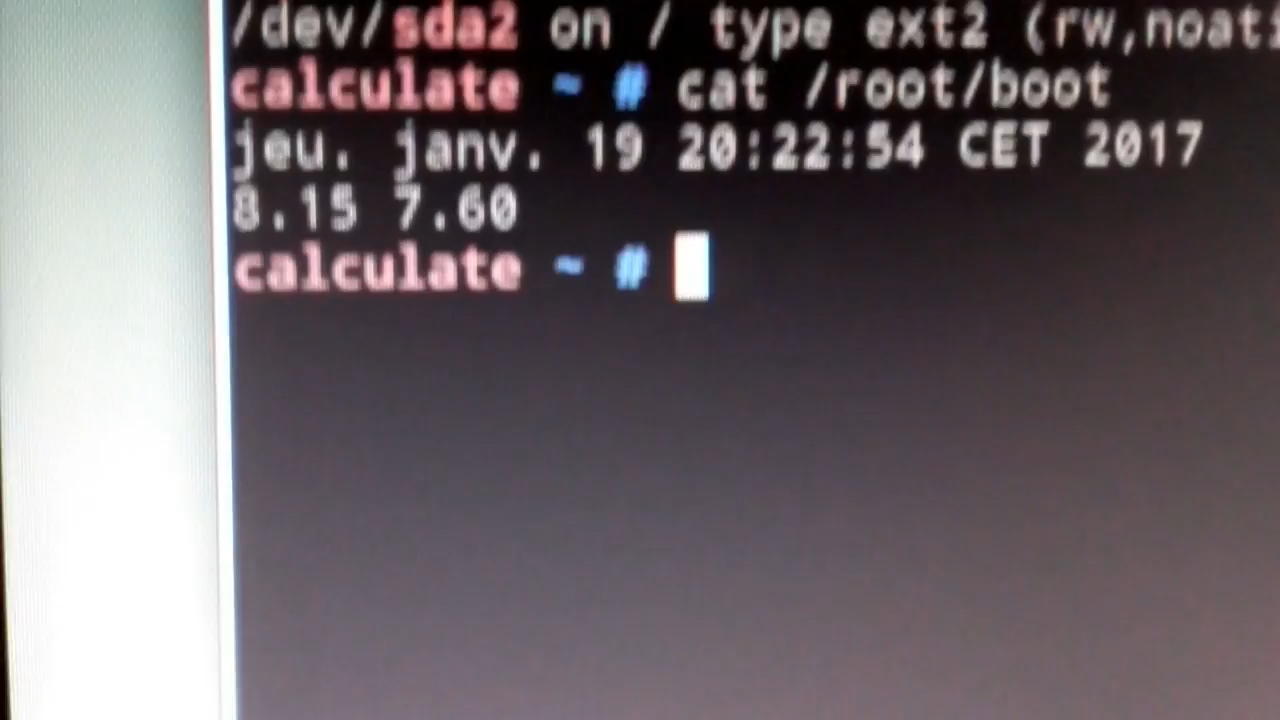 /dev/sda2 on / type ext2 (rw,noati
calculate ~ # cat /root/boot
jeu. janv. 19 20:22:54 CET 2017
8.15 7.60
calculate ~ #